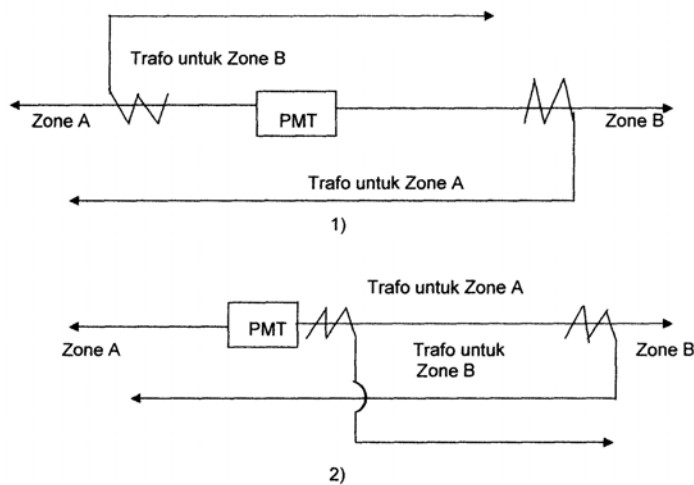 Trafo untuk Zone B
Zone A
PMT
Zone B
Trafo untuk Zone A
1)
Trafo untuk Zone A
PMT
Zone A
Trafo untuk
Zone B
Zone B
2)